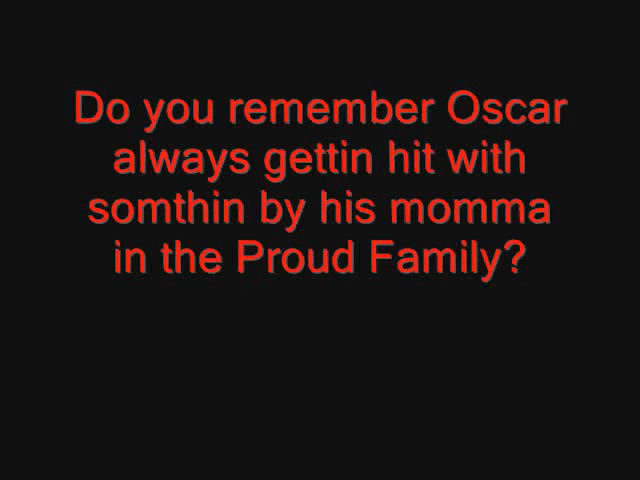 Do you remember Oscar
always gettin hit with
somthin by his momma
in the Proud Family?